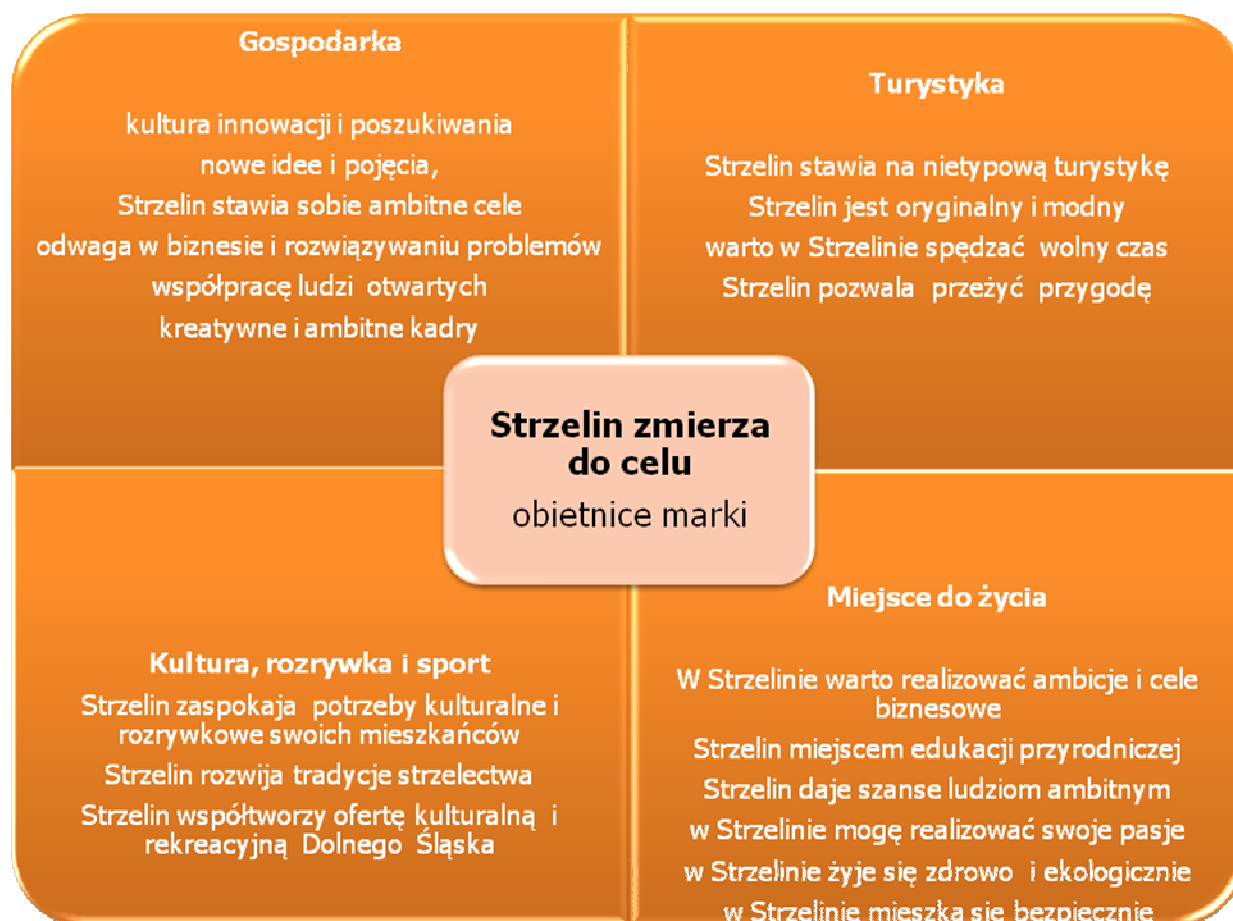 Gospodarka
kultura innowacji i poszukiwania
nowe idee i pojęcia,
Strzelin stawia sobie ambitne cele
odwaga w biznesie i rozwiązywaniu problemów
współpracę ludzi otwartych
kreatywne i ambitne kadry
Turystyka
Strzelin stawia na nietypową turystykę
Strzelin jest oryginalny i modny
warto w Strzelinie spędzać wolny czas
Strzelin pozwala przeżyć przygodę
Strzelin zmierza
do celu
obietnice marki
Kultura, rozrywka i sport
Strzelin zaspokaja potrzeby kulturalne i
rozrywkowe swoich mieszkańców
Strzelin rozwija tradycje strzelectwa
Strzelin współtworzy ofertę kulturalną i
rekreacyjną Dolnego Śląska
Miejsce do życia
W Strzelinie warto realizować ambicje i cele
biznesowe
Strzelin miejscem edukacji przyrodniczej
Strzelin daje szanse ludziom ambitnym
w Strzelinie mogę realizować swoje pasje
w Strzelinie żyje się zdrowo i ekologicznie
w Strzelinie mieszka się bezpiecznie